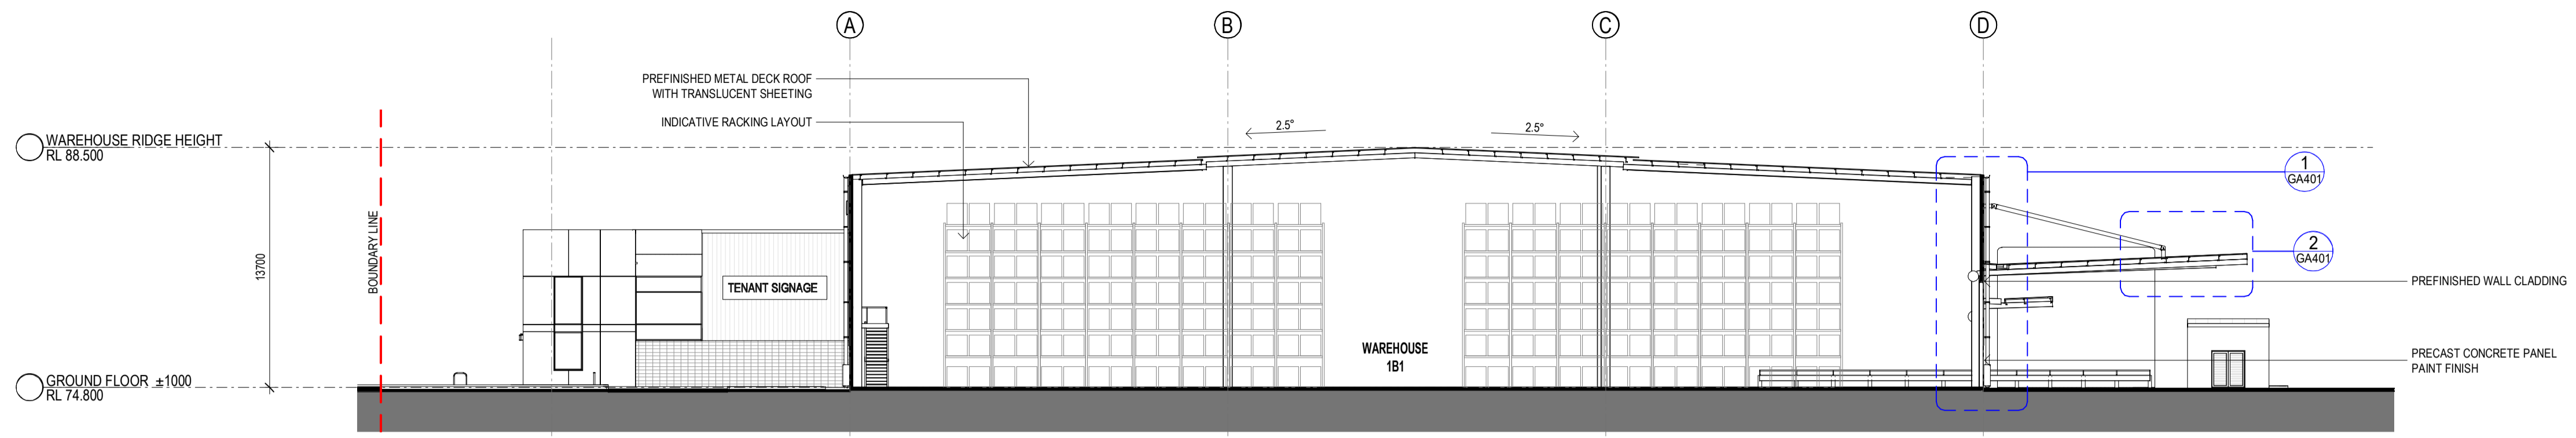 A
B
C
D
PREFINISHED METAL DECK ROOF
WITH TRANSLUCENT SHEETING
INDICATIVE RACKING LAYOUT
2.5°
2.5°
WAREHOUSE RIDGE HEIGHT
RL 88.500
1
GA401
BOUNDARY LINE
13700
2
GA401
TENANT SIGNAGE
PREFINISHED WALL CLADDING
WAREHOUSE
1B1
PRECAST CONCRETE PANEL
PAINT FINISH
GROUND FLOOR ±1000
RL 74.800